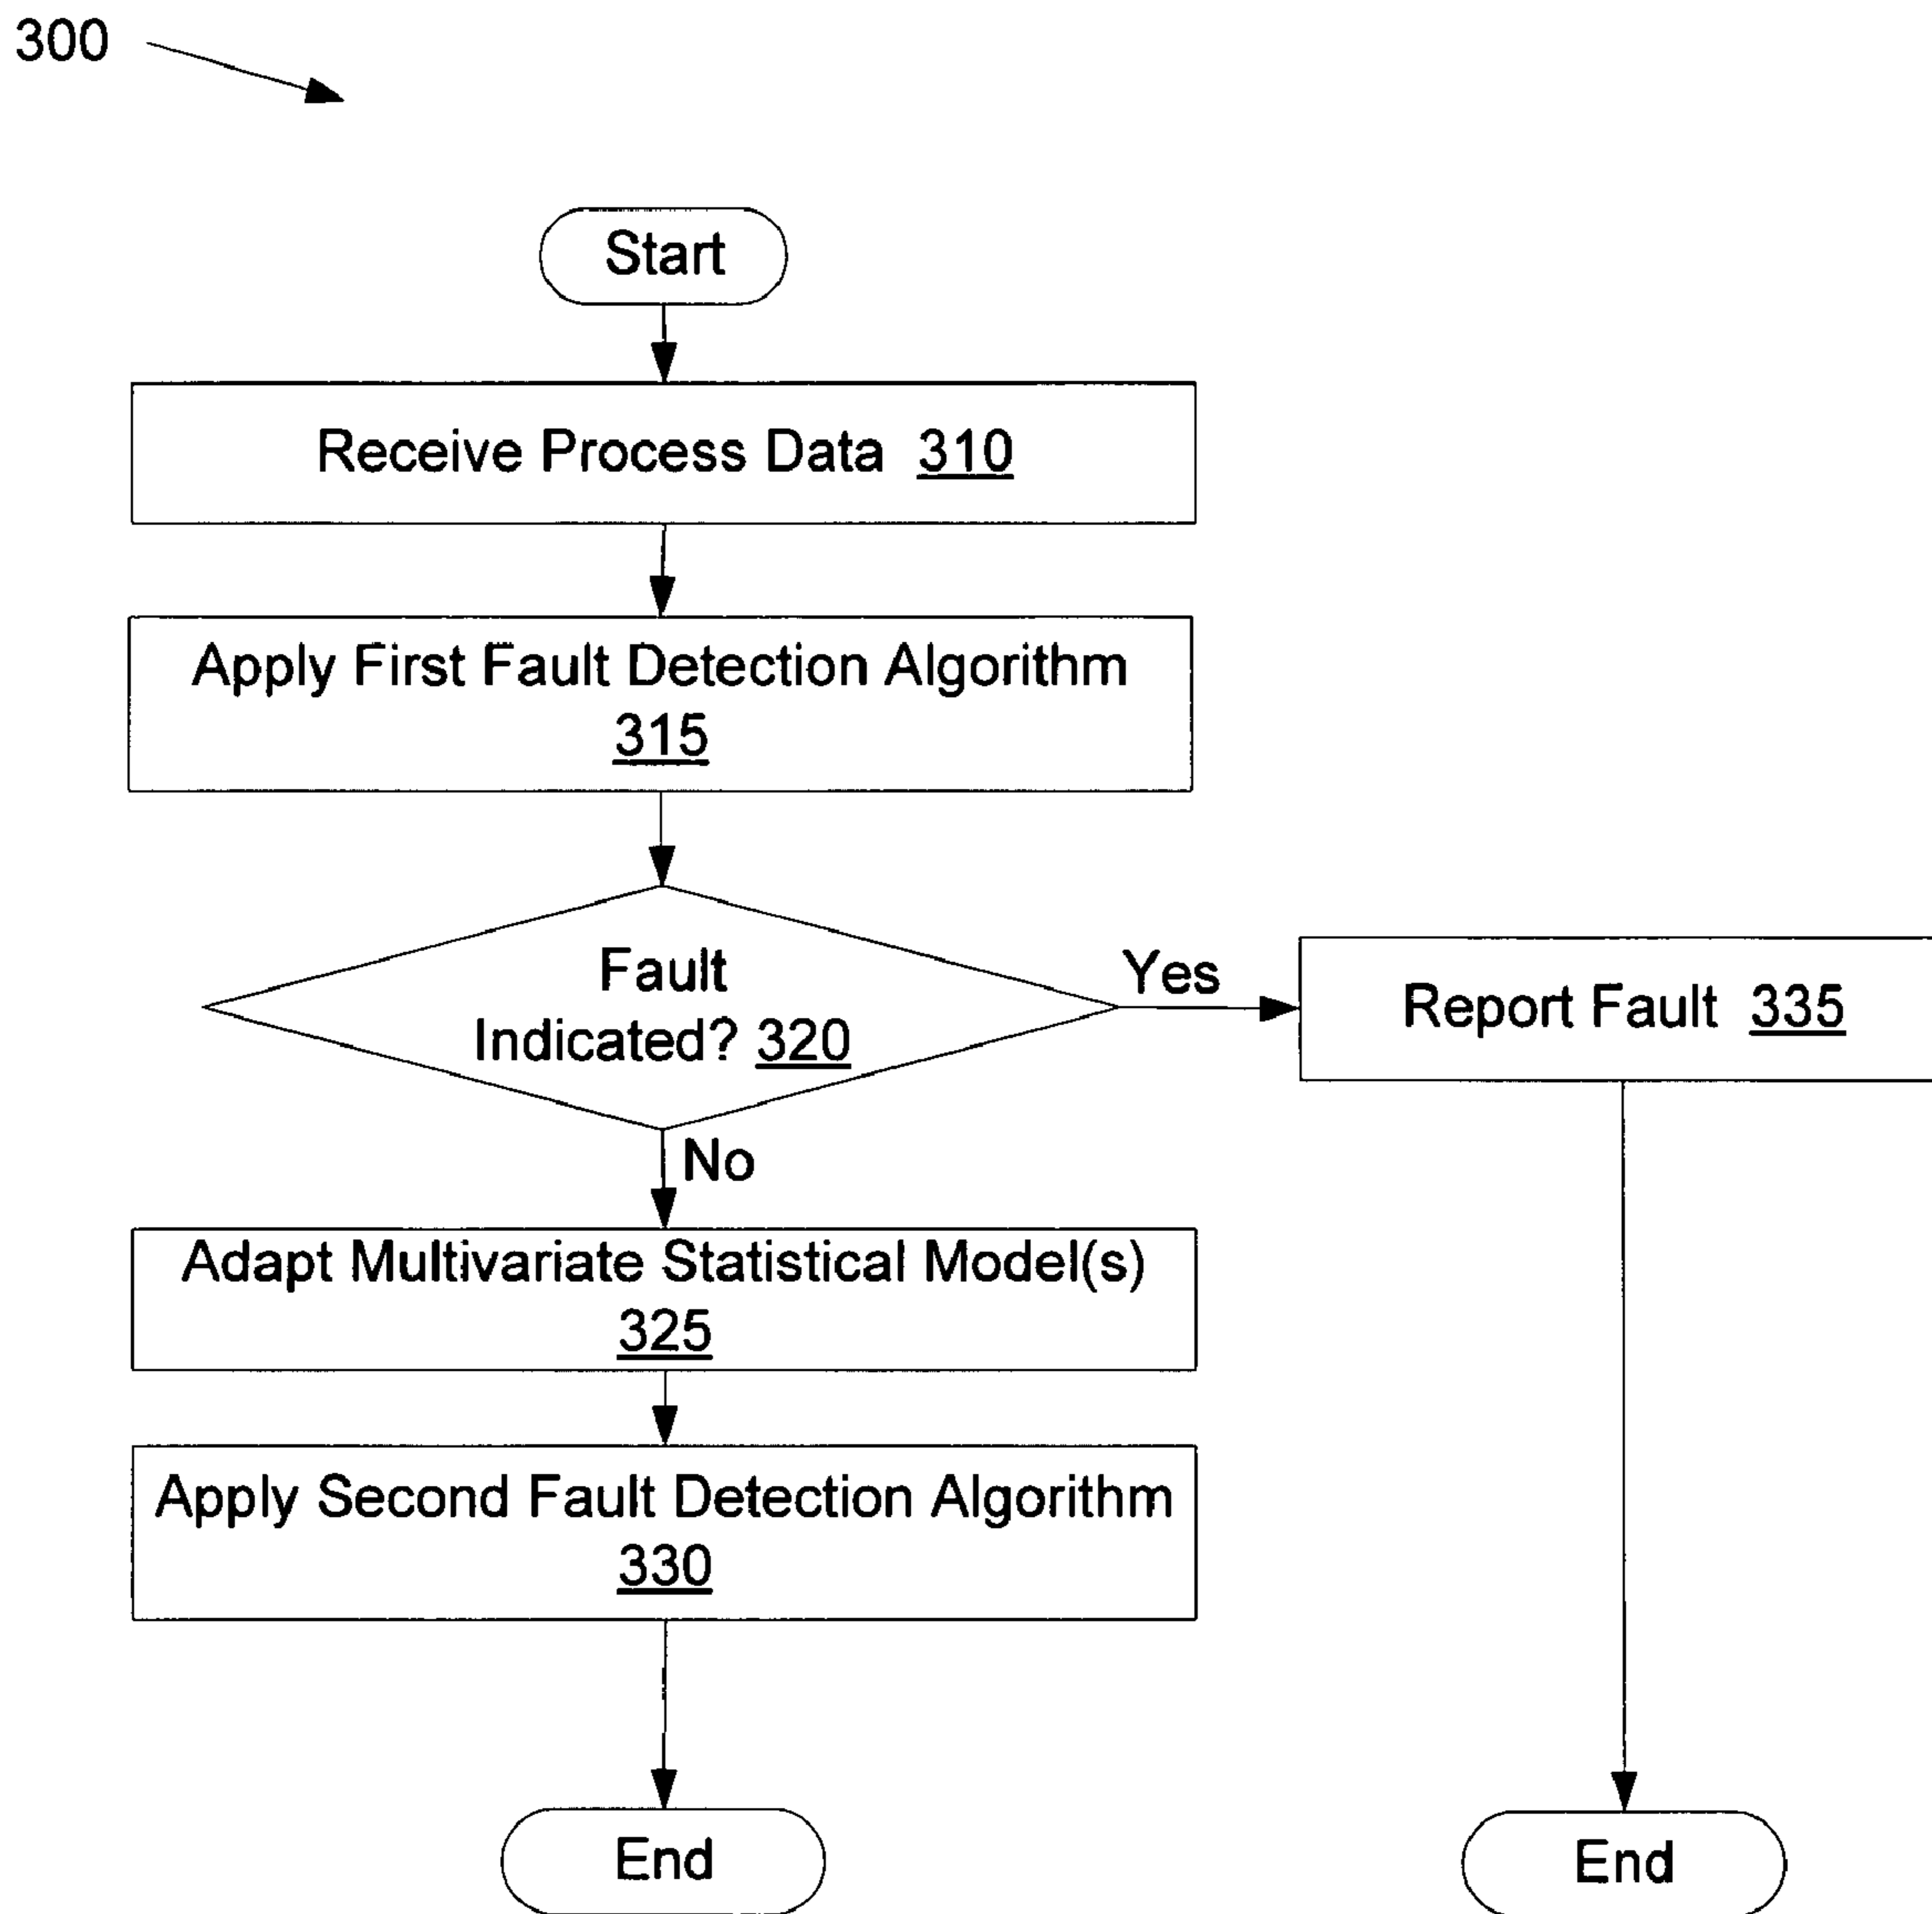 300
Start
Receive Process Data 310
Apply First Fault Detection Algorithm
315
Fault
Indicated? 320
Yes
Report Fault 335
No
Adapt Multivariate Statistical Model(s)
325
Apply Second Fault Detection Algorithm
330
End
End